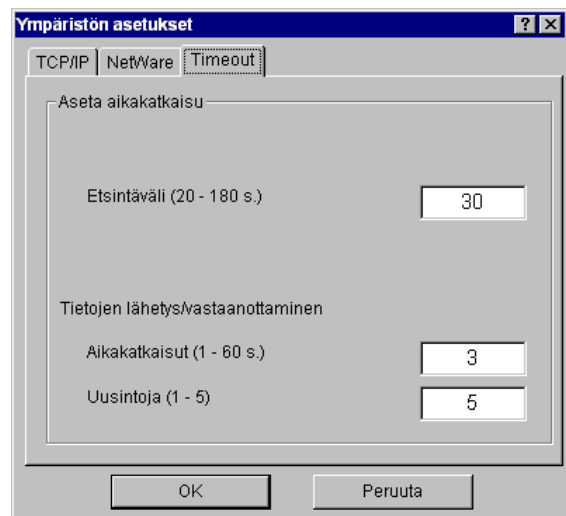 Ympäristön asetukset
TCP/IP NetWare Timeout
Aseta aikakatkaisu
Etsintäväli (20 - 180 s.) 30
Tietojen lähetys/vastaanottaminen
Aikakatkaisut (1 - 60 s.) 3
Uusintoja (1 - 5) 5
OK Peruuta